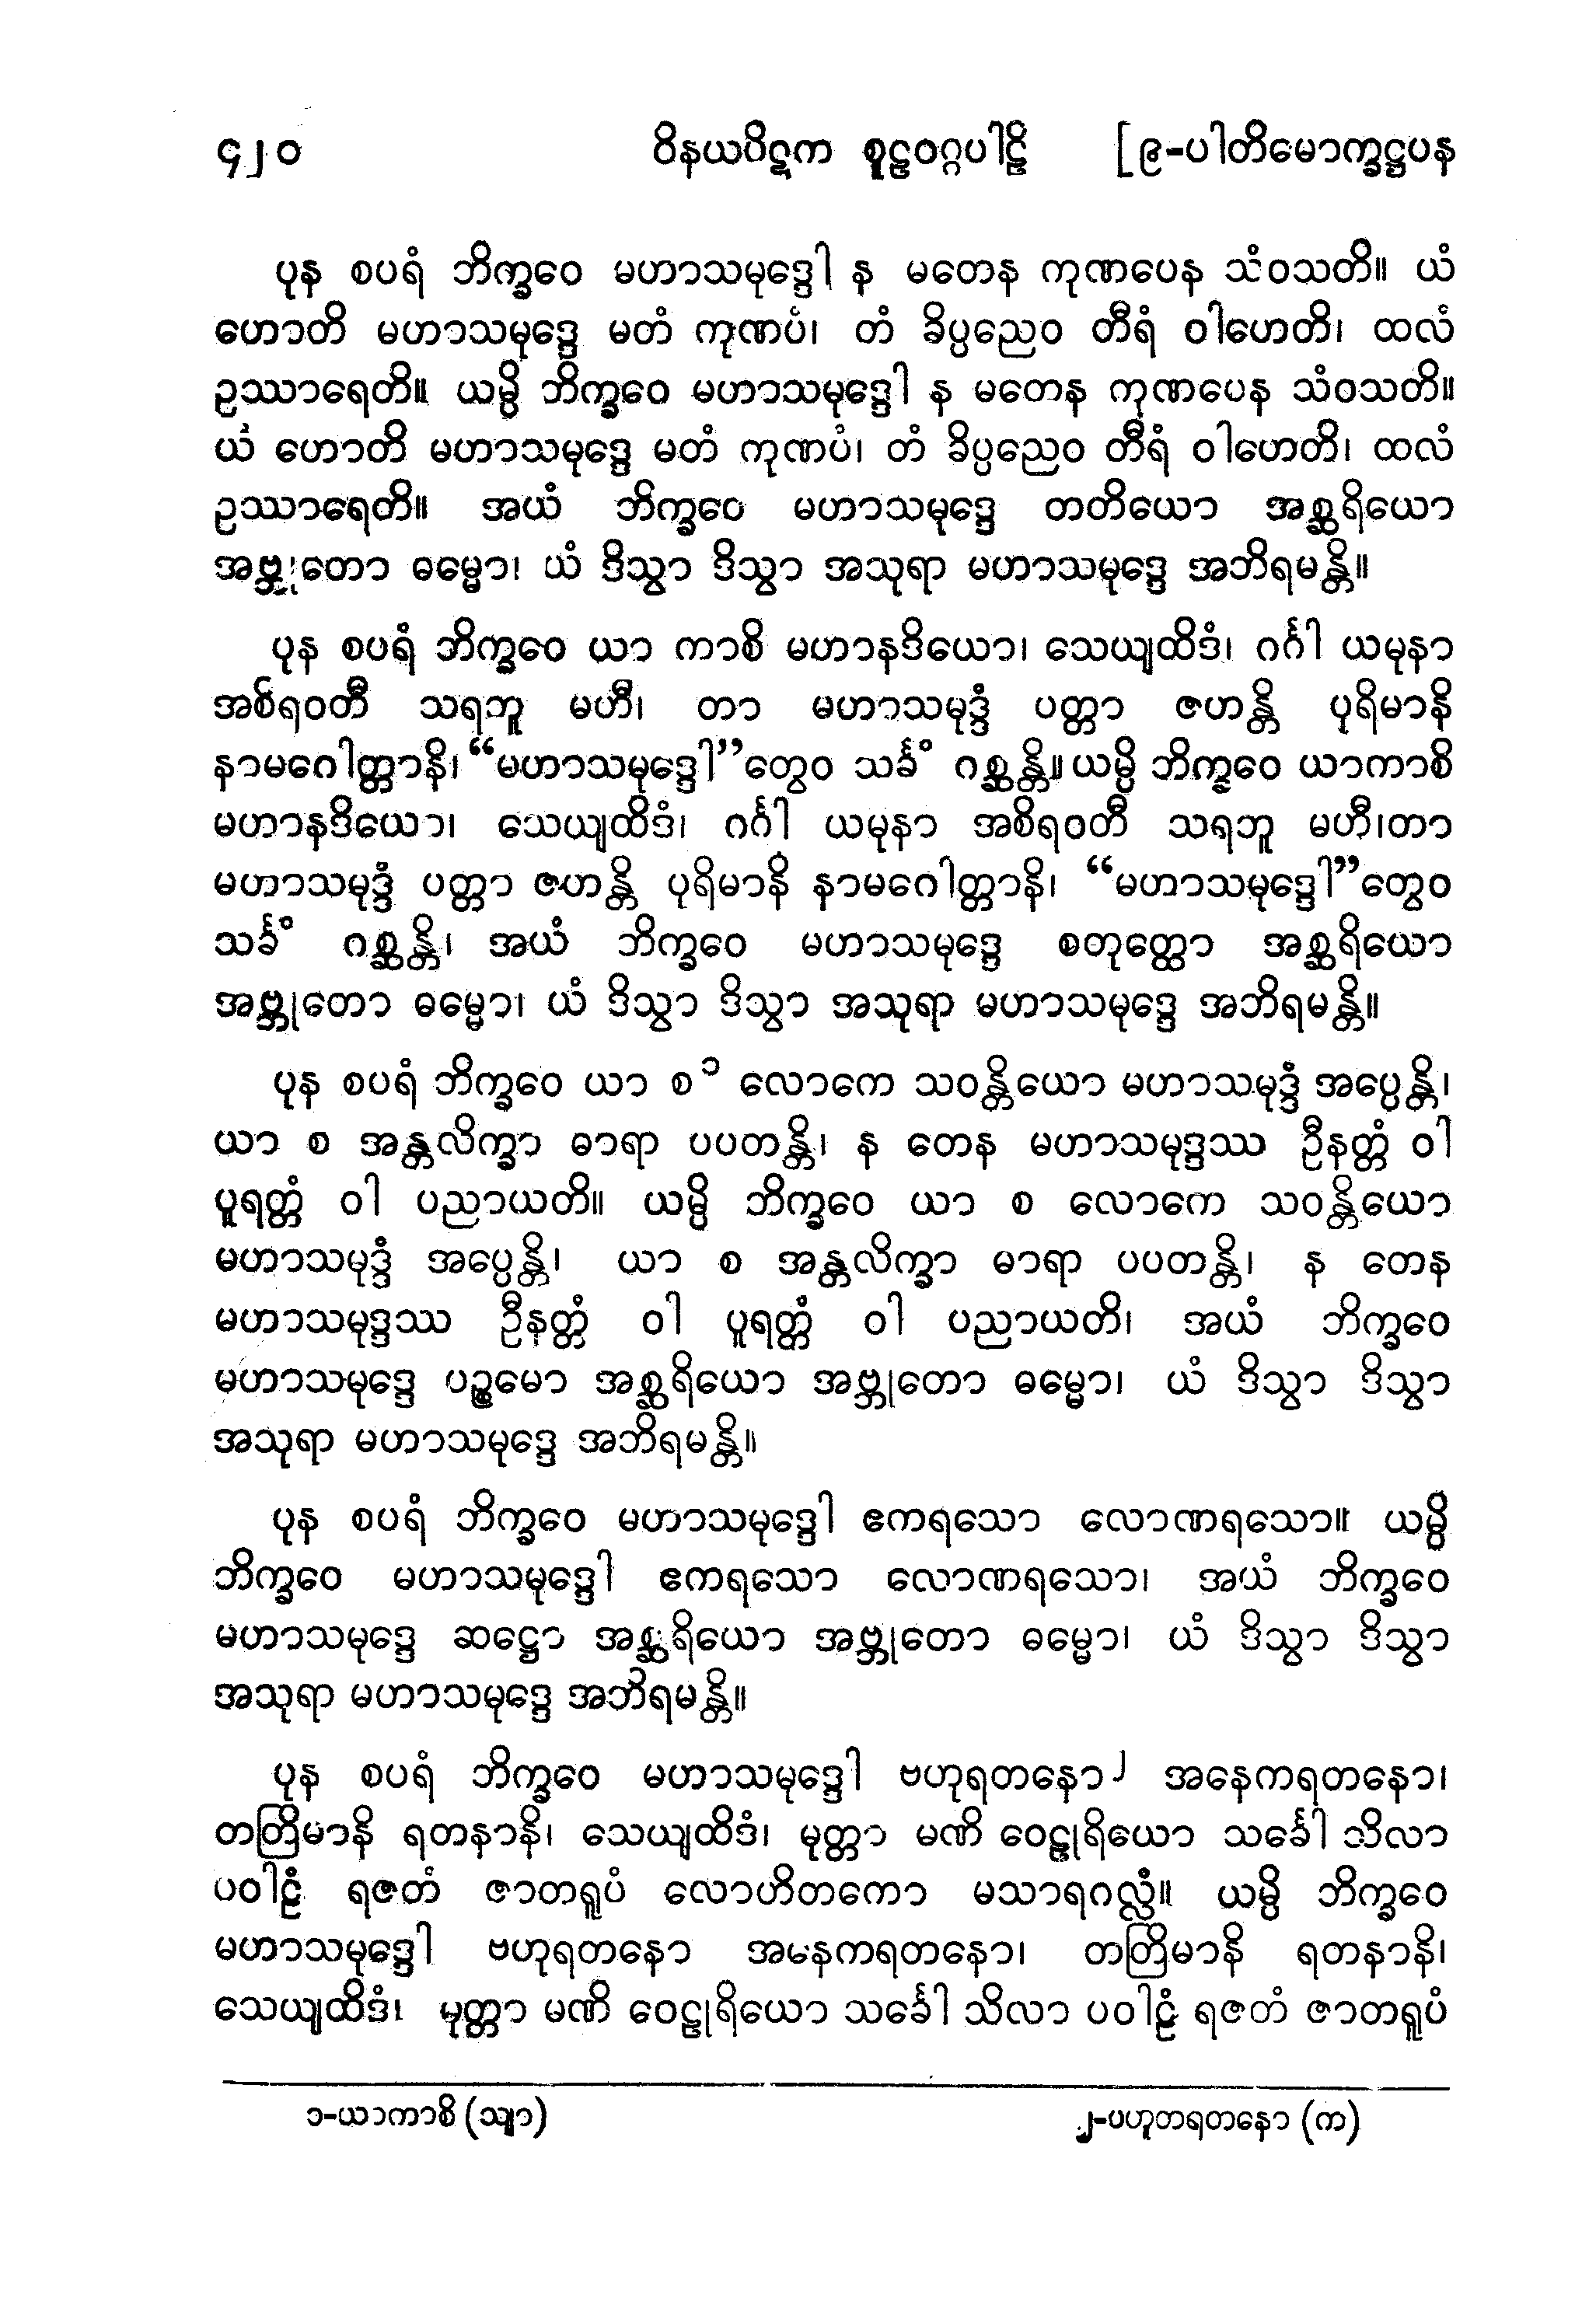 ၄၂၀ ဝိနယပိဋက စူဠဝဂ္ဂပါဠိ [၉-ပါတိမောက္ခဋ္ဌပန
ပုန စပရံ ဘိက္ခဝေ မဟာသမုဒ္ဒေါ န မတေန ကုဏပေန သံဝသတိ။ ယံ
ဟောတိ မဟာသမုဒ္ဒေ မတံ ကုဏပံ၊ တံ ခိပ္ပညေဝ တီရံ ဝါဟေတိ၊ ထလံ
ဥဿာရေတိ။ ယမ္ပိ ဘိက္ခဝေ မဟာသမုဒ္ဒေါ န မတေန ကုဏပေန သံဝသတိ။
ယံ ဟောတိ မဟာသမုဒ္ဒေ မတံ ကုဏပံ၊ တံ ခိပ္ပညေဝ တီရံ ဝါဟေတိ၊ ထလံ
ဥဿာရေတိ။ အယံ ဘိက္ခဝေ မဟာသမုဒ္ဒေ တတိယော အစ္ဆရိယော
အဗ္ဘုတော ဓမ္မော၊ ယံ ဒိသွာ ဒိသွာ အသုရာ မဟာသမုဒ္ဒေ အဘိရမန္တိ။
ပုန စပရံ ဘိက္ခဝေ ယာ ကာစိ မဟာနဒိယော၊ သေယျထိဒံ၊ ဂင်္ဂါ ယမုနာ
အစိရဝတီ သရဘူ မဟီ၊ တာ မဟာသမုဒ္ဒံ ပတ္တာ ဇဟန္တိ ပုရိမာနိ
နာမဂေါတ္တာနိ၊ “မဟာသမုဒ္ဒေါ”တွေဝ သင်္ခံ ဂစ္ဆန္တိ။ ယမ္ပိ ဘိက္ခဝေ ယာကာစိ
မဟာနဒိယော၊ သေယျထိဒံ၊ ဂင်္ဂါ ယမုနာ အစိရဝတီ သရဘူ မဟီ၊တာ
မဟာသမုဒ္ဒံ ပတ္တာ ဇဟန္တိ ပုရိမာနိ နာမဂေါတ္တာနိ၊ “မဟာသမုဒ္ဒေါ”တွေဝ
သင်္ခံ ဂစ္ဆန္တိ၊ အယံ ဘိက္ခဝေ မဟာသမုဒ္ဒေ စတုတ္ထော အစ္ဆရိယော
အဗ္ဘုတော ဓမ္မော၊ ယံ ဒိသွာ ဒိသွာ အသုရာ မဟာသမုဒ္ဒေ အဘိရမန္တိ။
ပုန စပရံ ဘိက္ခဝေ ယာ စ ၁ လောကေ သဝန္တိယော မဟာသမုဒ္ဒံ အပ္ပေန္တိ၊
ယာ စ အန္တလိက္ခာ ဓာရာ ပပတန္တိ၊ န တေန မဟာသမုဒ္ဒဿ ဦနတ္တံ ဝါ
ပူရတ္တံ ဝါ ပညာယတိ။ ယမ္ပိ ဘိက္ခဝေ ယာ စ လောကေ သဝန္တိယော
မဟာသမုဒ္ဒံ အပ္ပေန္တိ၊ ယာ စ အန္တလိက္ခာ ဓာရာ ပပတန္တိ၊ န တေန
မဟာသမုဒ္ဒဿ ဦနတ္တံ ဝါ ပူရတ္တံ ဝါ ပညာယတိ၊ အယံ ဘိက္ခဝေ
မဟာသမုဒ္ဒေ ပဉ္စမော အစ္ဆရိယော အဗ္ဘုတော ဓမ္မော၊ ယံ ဒိသွာ ဒိသွာ
အသုရာ မဟာသမုဒ္ဒေ အဘိရမန္တိ။
ပုန စပရံ ဘိက္ခဝေ မဟာသမုဒ္ဒေါ ဧကရသော လောဏရသော။ ယမ္ပိ
ဘိက္ခဝေ မဟာသမုဒ္ဒေါ ဧကရသော လောဏရသော၊ အယံ ဘိက္ခဝေ
မဟာသမုဒ္ဒေ ဆဋ္ဌော အစ္ဆရိယော အဗ္ဘုတော ဓမ္မော၊ ယံ ဒိသွာ ဒိသွာ
အသုရာ မဟာသမုဒ္ဒေ အဘိရမန္တိ။
ပုန စပရံ ဘိက္ခဝေ မဟာသမုဒ္ဒေါ ဗဟုရတနော ၂ အနေကရတနော၊
တတြိမာနိ ရတနာနိ၊ သေယျထိဒံ၊ မုတ္တာ မဏိ ဝေဠုရိယော သင်္ခေါ သိလာ
ပဝါဠံ ရဇတံ ဇာတရူပံ လောဟိတကော မသာရဂလ္လံ။ ယမ္ပိ ဘိက္ခဝေ
မဟာသမုဒ္ဒေါ ဗဟုရတနော အနေကရတနော၊ တတြိမာနိ ရတနာနိ၊
သေယျထိဒံ၊ မုတ္တာ မဏိ ဝေဠုရိယော သင်္ခေါ သိလာ ပဝါဠံ ရဇတံ ဇာတရူပံ
၁-ယာကာစိ (သျာ) ၂-ပဟူတရတနော (က)